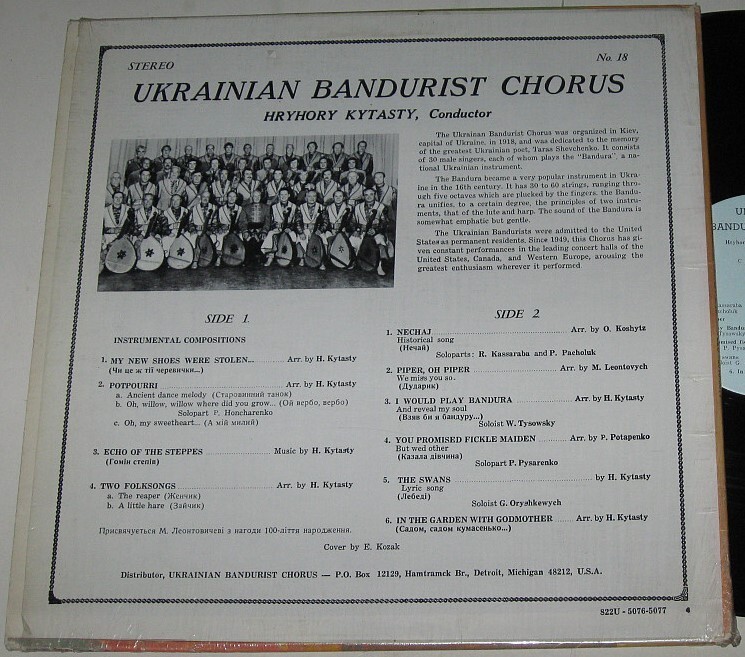 STEREO
No. 18
UKRAINIAN BANDURIST CHORUS
HRYHORY KYTASTY, Conductor
The Ukrainan Bandurist Chorus was organized in Kiev,
capital of Ukraine, in 1918, and was dedicated to the memory
of the greatest Ukrainian poet, Taras Shevchenko. It consists
of 30 male singers, each of whom plays the "Bandura", a na-
tional Ukrainian instrument.
The Bandura became a very popular instrument in Ukra-
ine in the 16th century. It has 30 to 60 strings, ranging thro-
ugh five octaves which are plucked by the fingers. the Bandu-
ra unifies, to a certain degree, the principles of two instru-
ments, that of the lute and harp. The sound of the Bandura is
somewhat emphatic but gentle.
The Ukrainian Bandurists were admitted to the United
States as permanent residents. Since 1949, this Chorus has gi-
ven constant performances in the leading concert halls of the
United States, Canada, and Western Europe, arousing the
greatest enthusiasm wherever it performed.
SIDE 1.
INSTRUMENTAL COMPOSITIONS
1. MY NEW SHOES WERE STOLEN... Arr. by H. Kytasty
(Чи це ж тії черевички...)
2. POTPOURRI Arr. by H. Kytasty
a. Ancient dance melody (Старовинний танок)
b. Oh, willow, willow where did you grow... (Ой вербо, вербо)
Solopart P. Honcharenko
c. Oh, my sweetheart... (А мій милий)
3. ECHO OF THE STEPPES Music by H. Kytasty
(Гомін степів)
4. TWO FOLKSONGS Arr. by H. Kytasty
a. The reaper (Женчик)
b. A little hare (Зайчик)
Присвячується М. Леонтовичеві з нагоди 100-ліття народження.
SIDE 2
1. NECHAJ Arr. by O. Koshytz
Historical song
(Нечай)
Soloparts: R. Kassaraba and P. Pacholuk
2. PIPER, OH PIPER Arr. by M. Leontovych
We miss you so.
(Дударик)
3. I WOULD PLAY BANDURA Arr. by H. Kytasty
And reveal my soul
(Взяв би я бандуру...)
Soloist W. Tysowsky
4. YOU PROMISED FICKLE MAIDEN Arr. by P. Potapenko
But wed other
(Казала дівчина)
Solopart P. Pysarenko
5. THE SWANS by H. Kytasty
Lyric song
(Лебеді)
Soloist G. Oryshkewych
6. IN THE GARDEN WITH GODMOTHER Arr. by H. Kytasty
(Садом, садом кумасенько...)
Cover by E. Kozak
Distributor, UKRAINIAN BANDURIST CHORUS — P.O. Box 12129, Hamtramck Br., Detroit, Michigan 48212, U.S.A.
S22U - 5076-5077 4